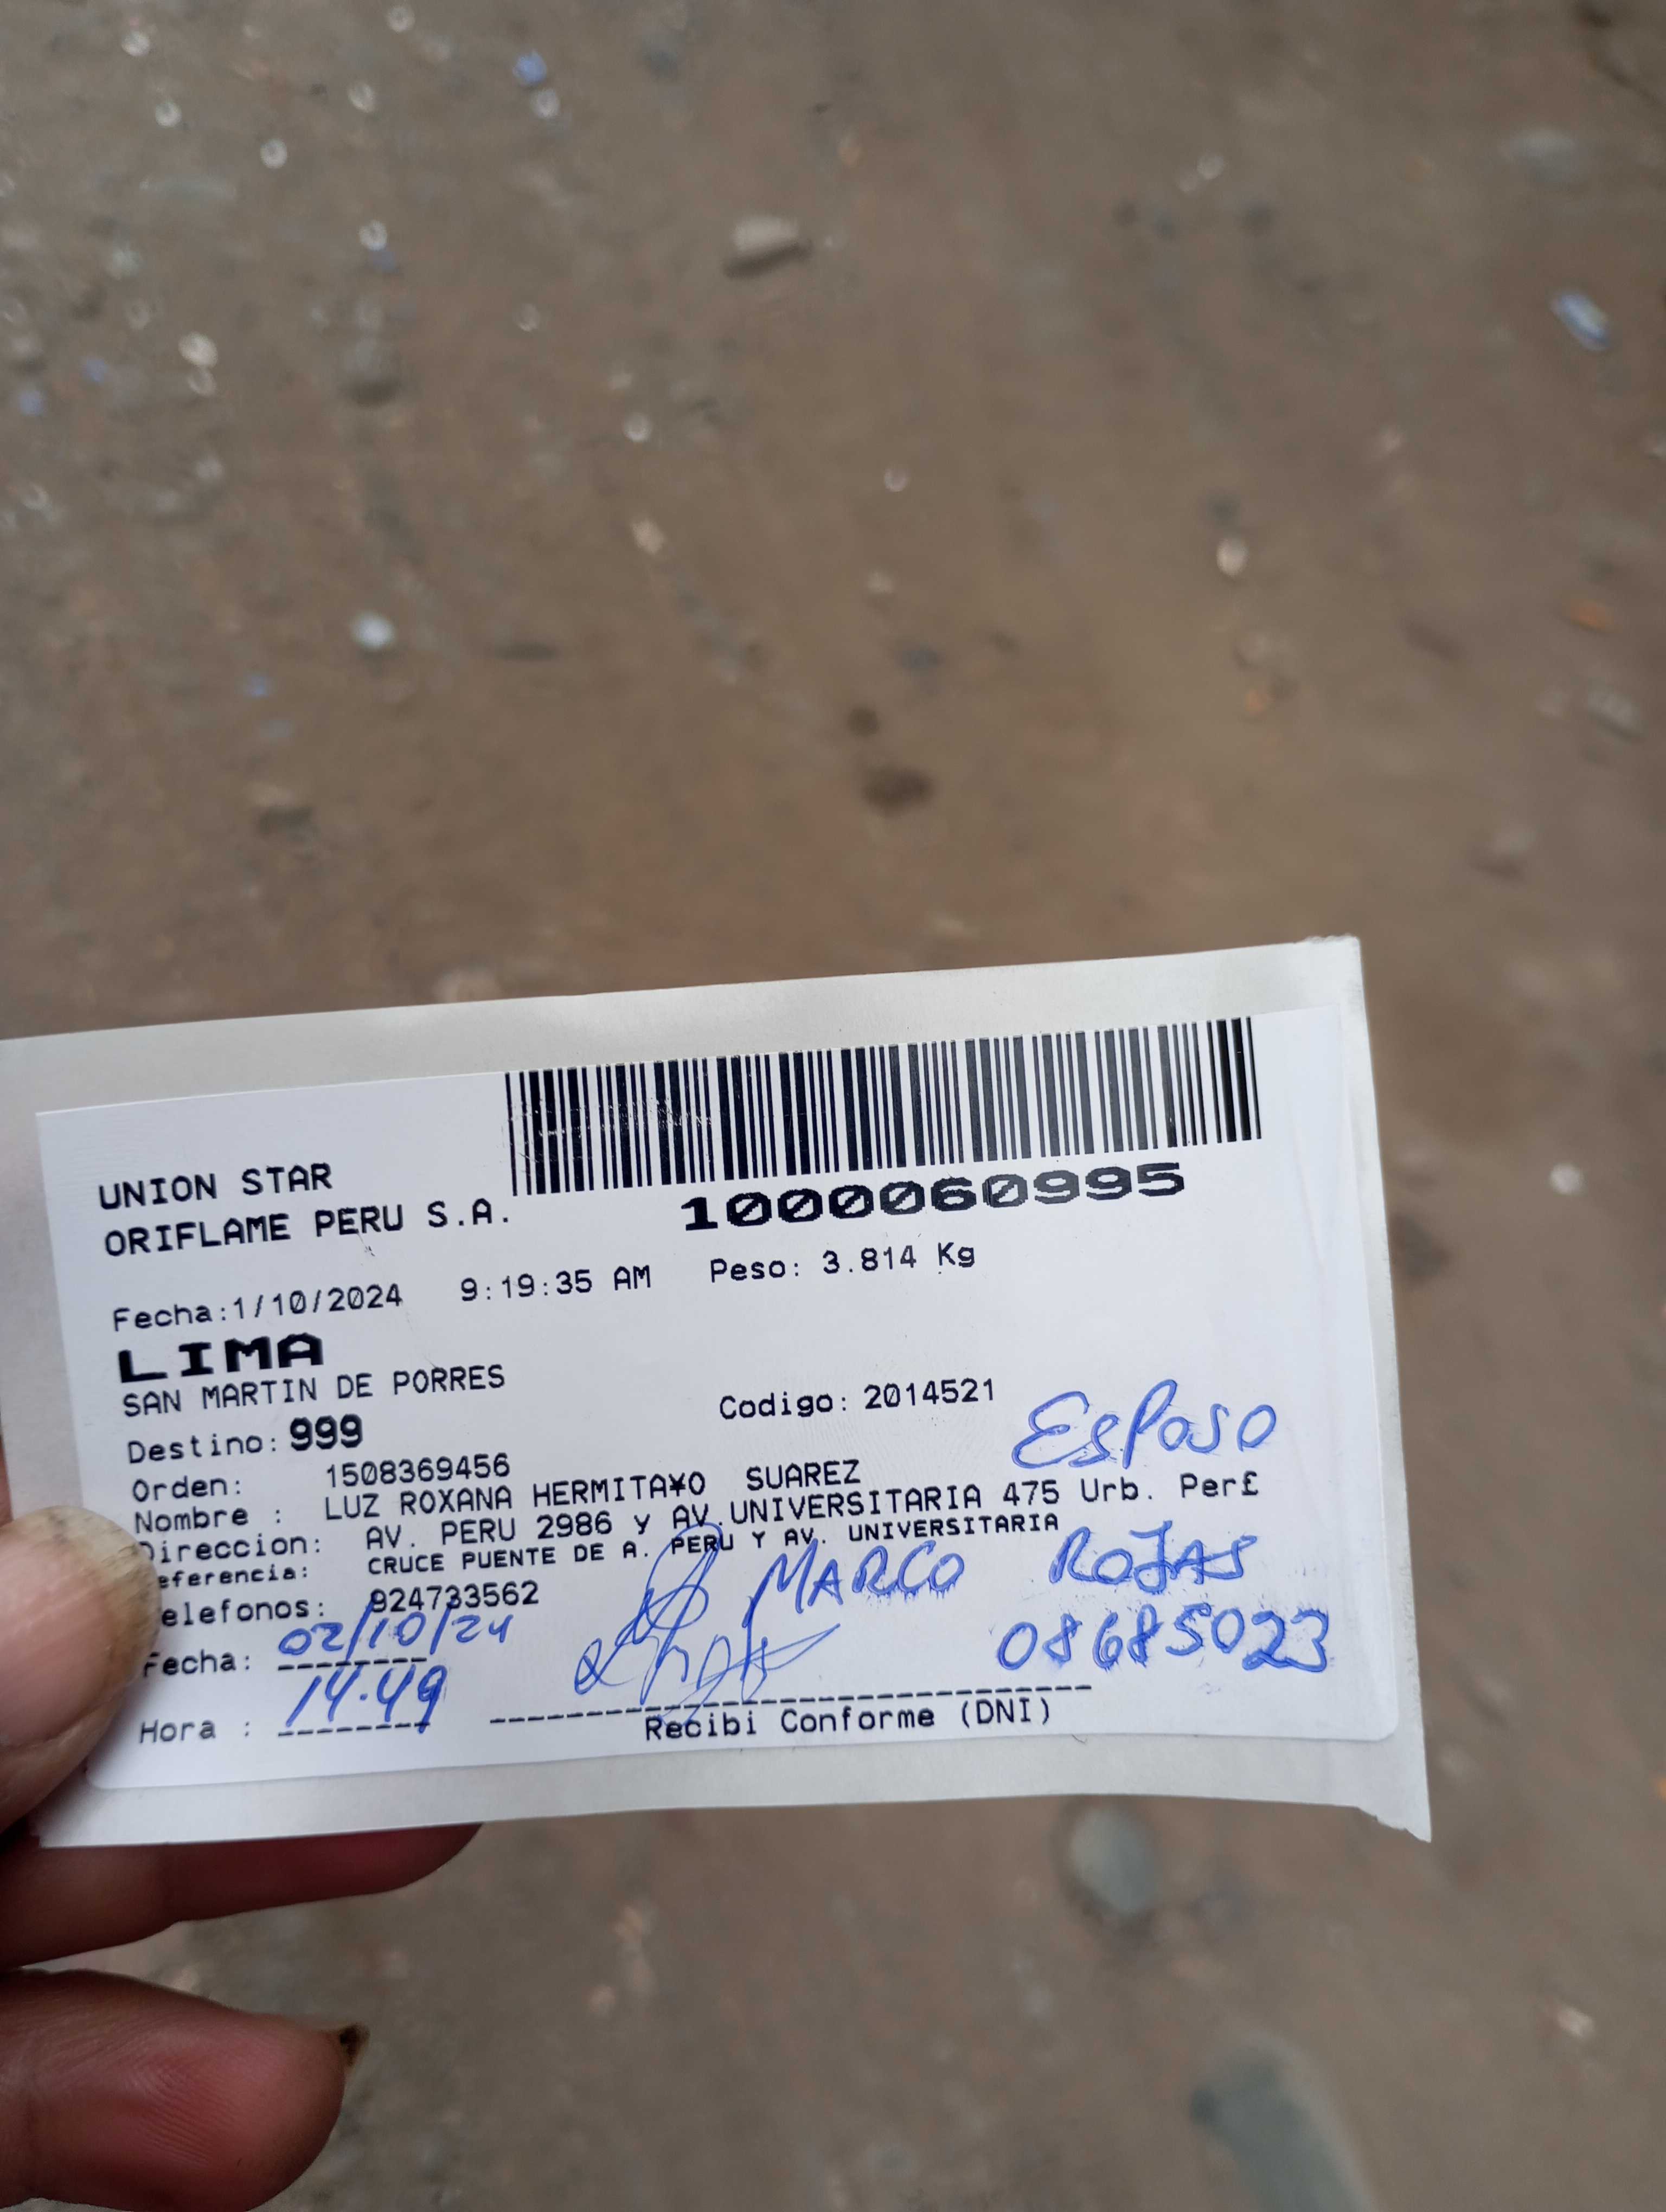 UNION STAR
ORIFLAME PERU S.A.
1000060995
Fecha:1/10/2024 9:19:35 AM Peso: 3.814 Kg
LIMA
SAN MARTIN DE PORRES
Codigo: 2014521
Destino: 999
Esposo
Orden: 1508369456
Nombre : LUZ ROXANA HERMITA¥O SUAREZ
Direccion: AV. PERU 2986 y AV.UNIVERSITARIA 475 Urb. Per£
eferencia: CRUCE PUENTE DE A. PERU Y AV. UNIVERSITARIA
elefonos: 924733562
MARCO ROJAS
Fecha: 02/10/24
08685023
Hora : 14.49
Recibi Conforme (DNI)